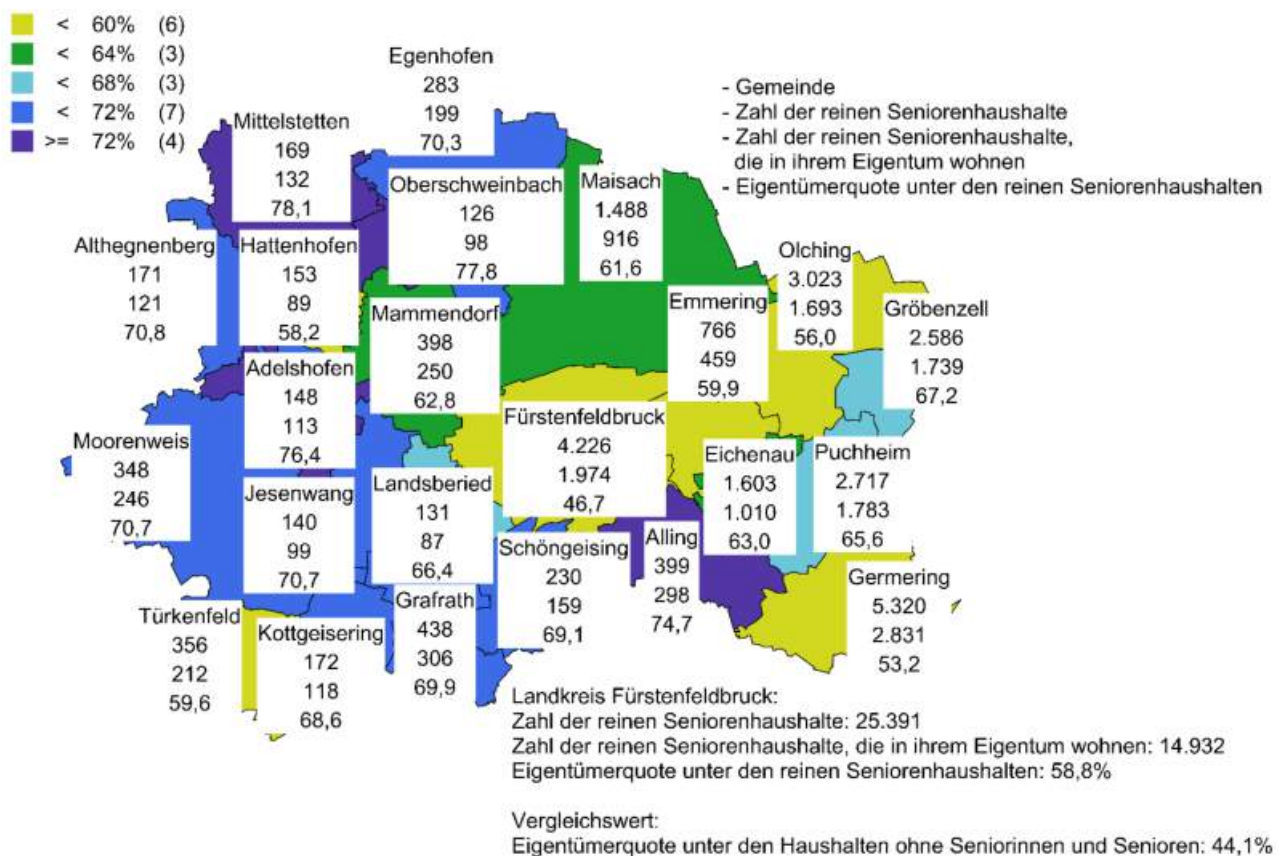 < 60% (6)
< 64% (3)
< 68% (3)
< 72% (7)
>= 72% (4)
- Gemeinde
- Zahl der reinen Seniorenhaushalte
- Zahl der reinen Seniorenhaushalte,
die in ihrem Eigentum wohnen
- Eigentümerquote unter den reinen Seniorenhaushalten
Egenhofen
283
199
70,3
Mittelstetten
169
132
78,1
Oberschweinbach
126
98
77,8
Maisach
1.488
916
61,6
Althegnenberg
171
121
70,8
Hattenhofen
153
89
58,2
Olching
3.023
1.693
56,0
Mammendorf
398
250
62,8
Emmering
766
459
59,9
Gröbenzell
2.586
1.739
67,2
Adelshofen
148
113
76,4
Fürstenfeldbruck
4.226
1.974
46,7
Moorenweis
348
246
70,7
Eichenau
1.603
1.010
63,0
Puchheim
2.717
1.783
65,6
Jesenwang
140
99
70,7
Landsberied
131
87
66,4
Schöngeising
230
159
69,1
Alling
399
298
74,7
Germering
5.320
2.831
53,2
Türkenfeld
356
212
59,6
Kottgeisering
172
118
68,6
Grafrath
438
306
69,9
Landkreis Fürstenfeldbruck:
Zahl der reinen Seniorenhaushalte: 25.391
Zahl der reinen Seniorenhaushalte, die in ihrem Eigentum wohnen: 14.932
Eigentümerquote unter den reinen Seniorenhaushalten: 58,8%
Vergleichswert:
Eigentümerquote unter den Haushalten ohne Seniorinnen und Senioren: 44,1%